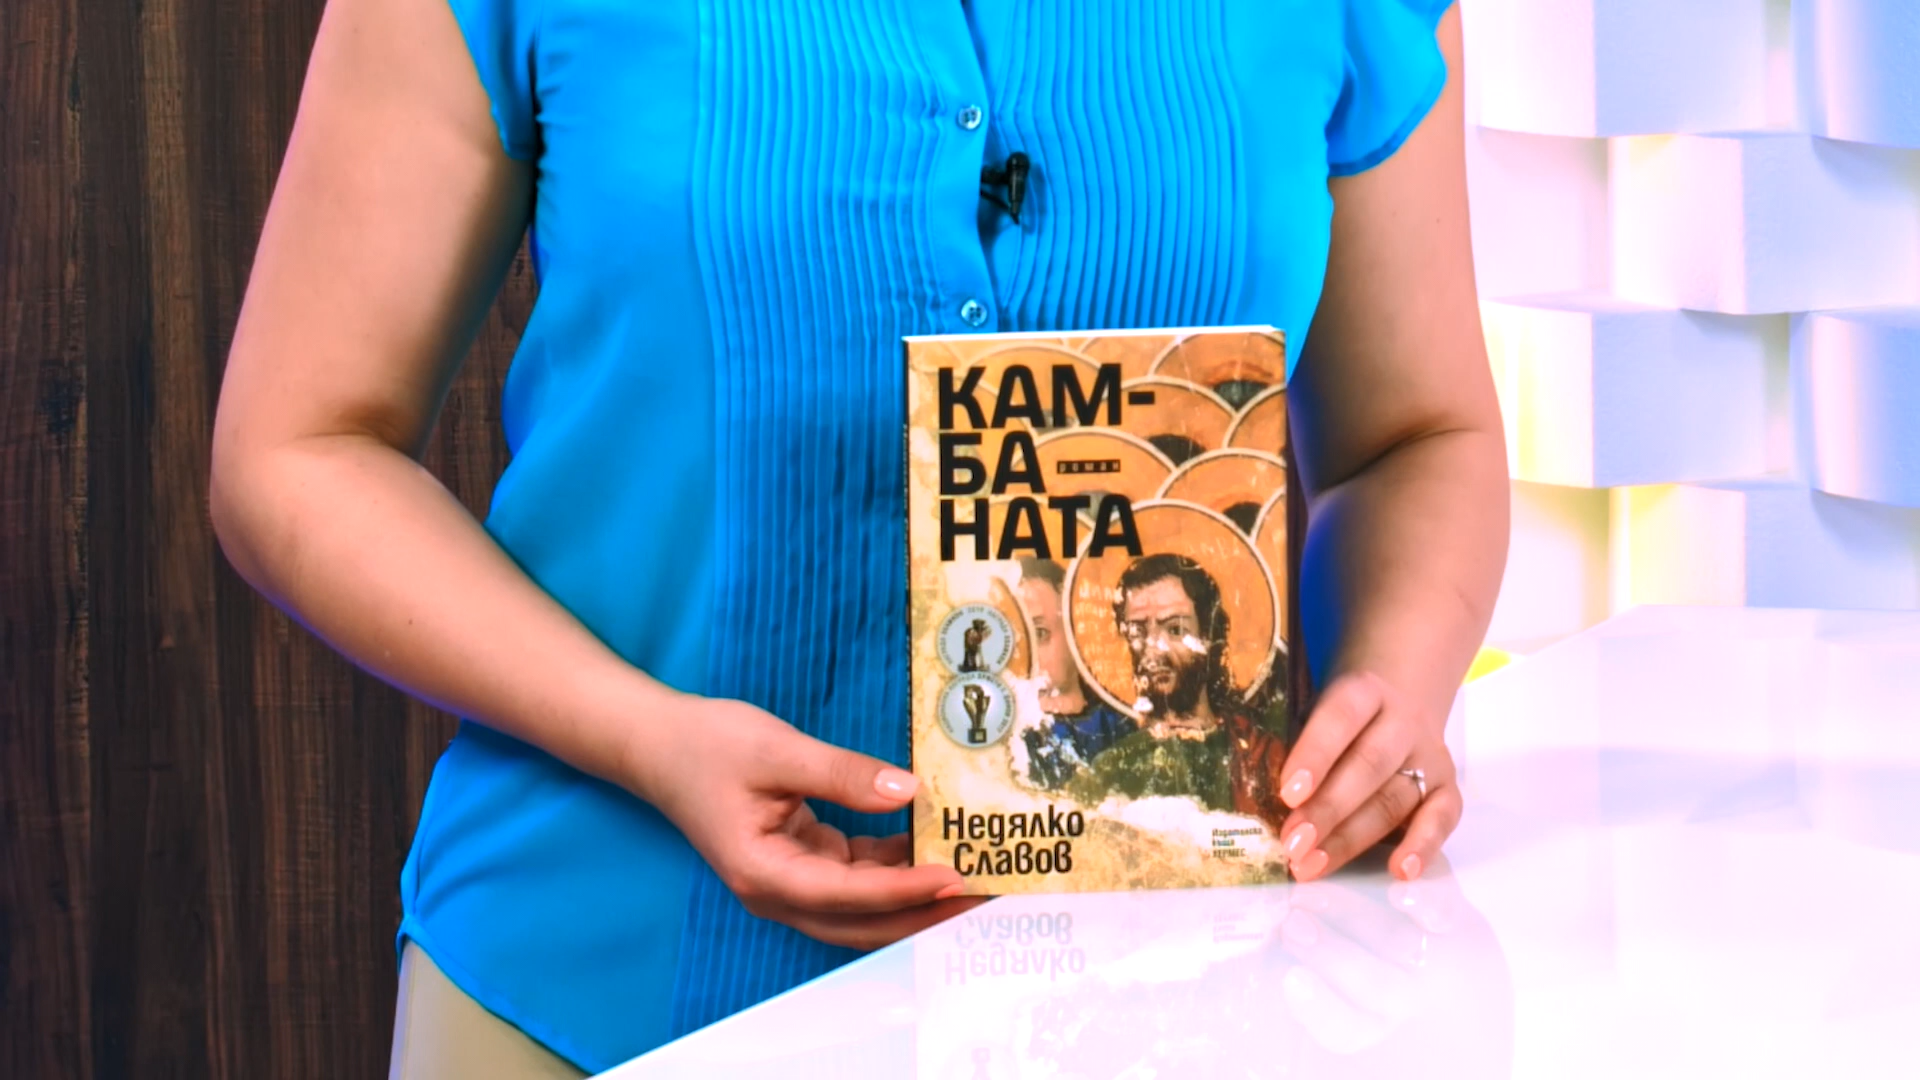 КАМ-
БА
роман
НАТА
Недялко
Славов
Издателска
къща
ХЕРМЕС